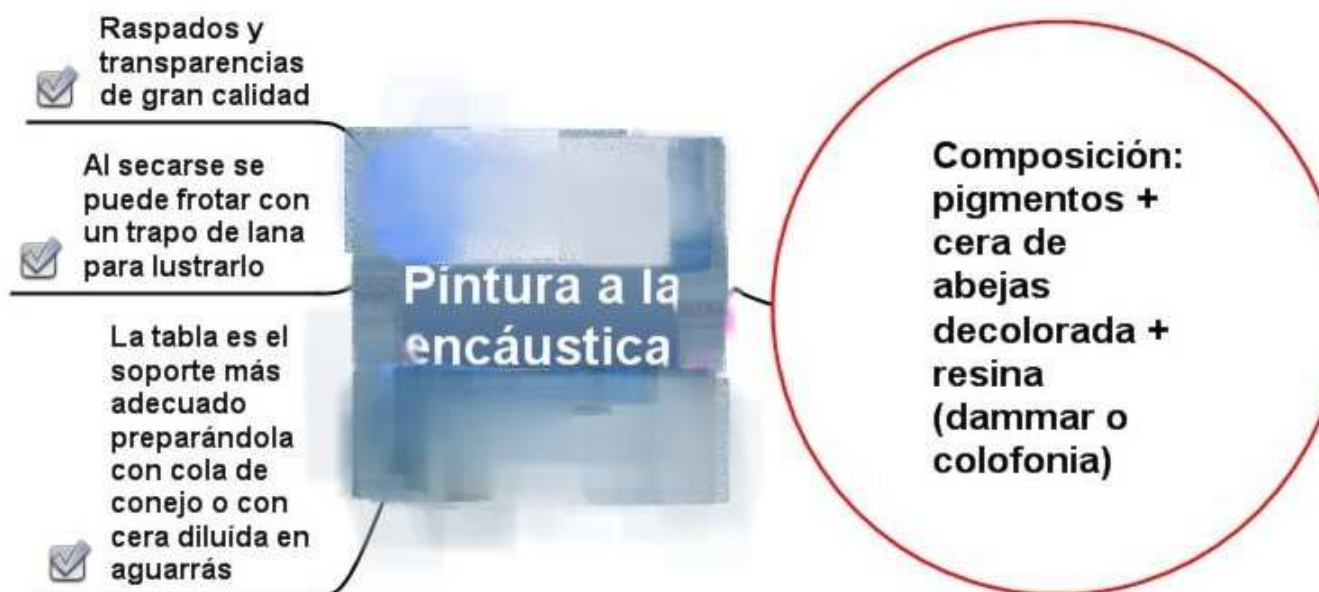 Raspados y
transparencias
de gran calidad
Al secarse se
puede frotar con
un trapo de lana
para lustrarlo
La tabla es el
soporte más
adecuado
preparándola
con cola de
conejo o con
cera diluída en
aguarrás
Pintura a la
encáustica
Composición:
pigmentos +
cera de
abejas
decolorada +
resina
(dammar o
colofonia)